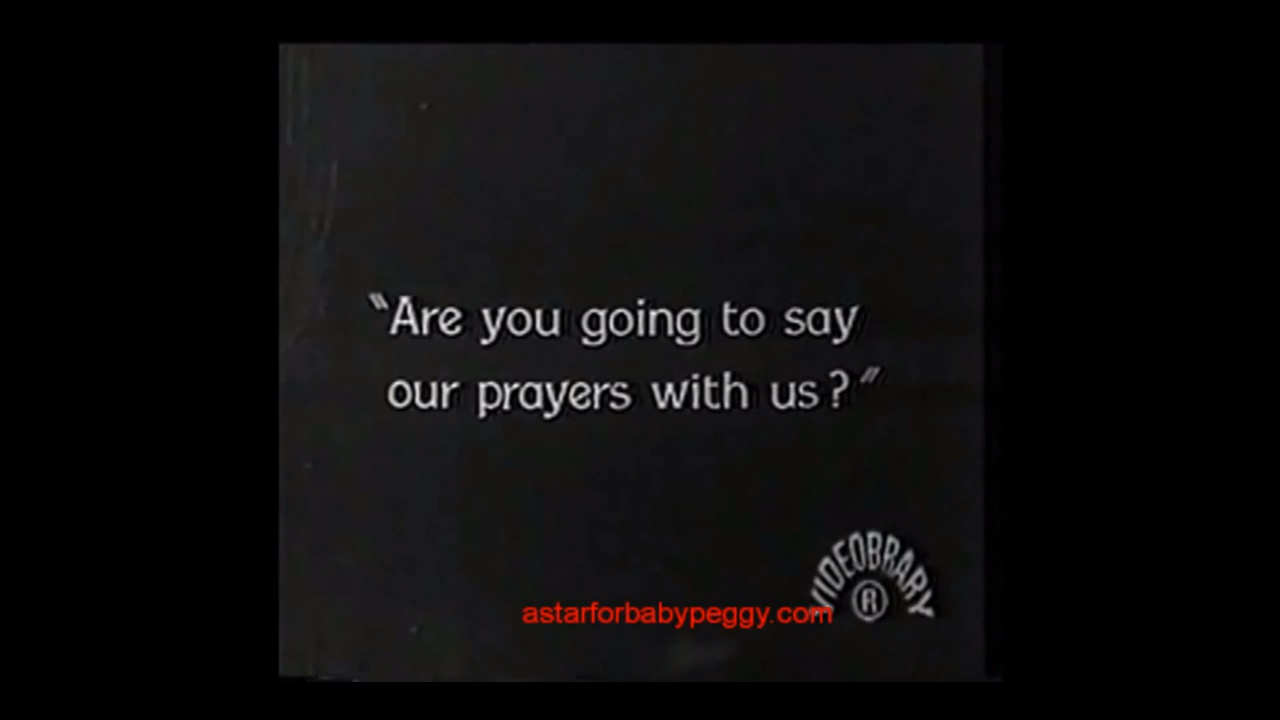 "Are you going to say
our prayers with us?"
VIDEOBRARY
®
astarforbabypeggy.com